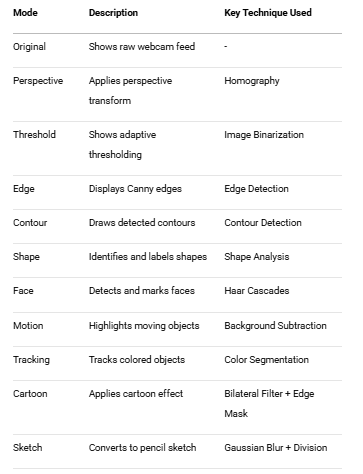 Mode Description Key Technique Used
Original Shows raw webcam feed -
Perspective Applies perspective Homography
transform
Threshold Shows adaptive Image Binarization
thresholding
Edge Displays Canny edges Edge Detection
Contour Draws detected contours Contour Detection
Shape Identifies and labels shapes Shape Analysis
Face Detects and marks faces Haar Cascades
Motion Highlights moving objects Background Subtraction
Tracking Tracks colored objects Color Segmentation
Cartoon Applies cartoon effect Bilateral Filter + Edge
Mask
Sketch Converts to pencil sketch Gaussian Blur + Division